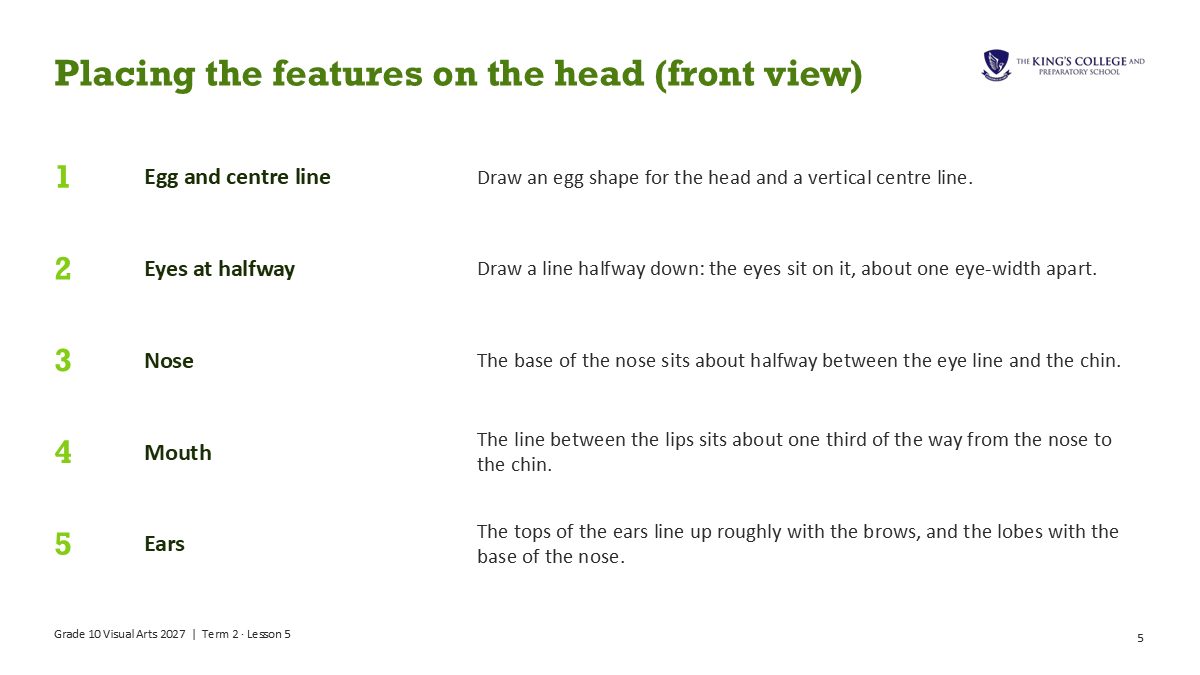 Placing the features on the head (front view)
THE KING'S COLLEGE AND
PREPARATORY SCHOOL
1
Egg and centre line
Draw an egg shape for the head and a vertical centre line.
2
Eyes at halfway
Draw a line halfway down: the eyes sit on it, about one eye-width apart.
3
Nose
The base of the nose sits about halfway between the eye line and the chin.
4
Mouth
The line between the lips sits about one third of the way from the nose to
the chin.
5
Ears
The tops of the ears line up roughly with the brows, and the lobes with the
base of the nose.
Grade 10 Visual Arts 2027 | Term 2 · Lesson 5
5